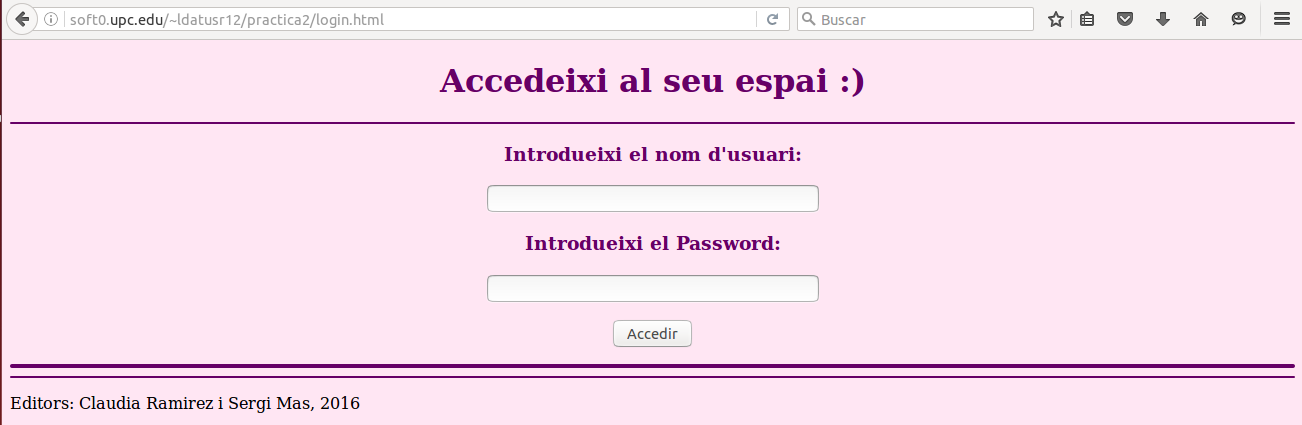 soft0.upc.edu/~ldatusr12/practica2/login.html
Buscar
Accedeixi al seu espai :)
Introdueixi el nom d'usuari:
Introdueixi el Password:
Accedir
Editors: Claudia Ramirez i Sergi Mas, 2016